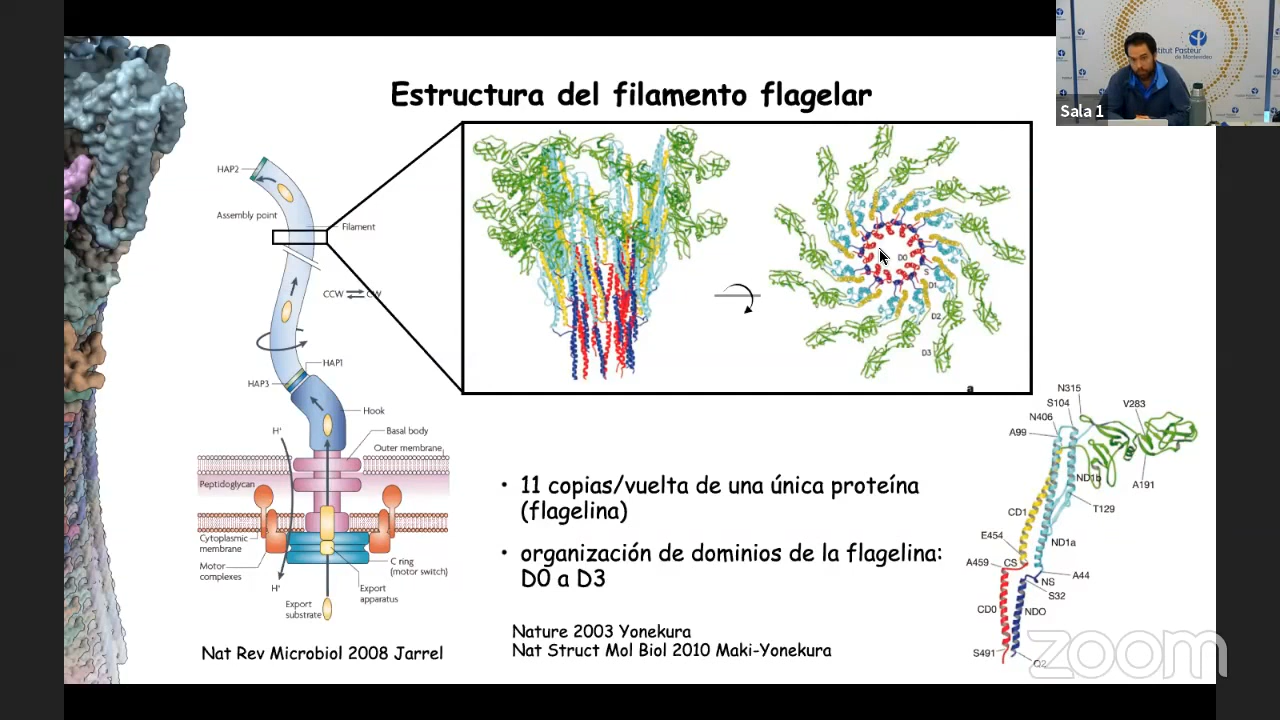 Estructura del filamento flagelar
Institut Pasteur
de Montevideo
Sala 1
HAP2
Assembly point
Filament
CCW
CW
HAP1
HAP3
Hook
H+
Basal body
Outer membrane
Peptidoglycan
Cytoplasmic
membrane
Motor
complexes
H+
C ring
(motor switch)
Export
apparatus
Export
substrate
Nat Rev Microbiol 2008 Jarrel
D0
S
D1
D2
D3
a
• 11 copias/vuelta de una única proteína
(flagelina)
• organización de dominios de la flagelina:
D0 a D3
Nature 2003 Yonekura
Nat Struct Mol Biol 2010 Maki-Yonekura
N315
S104
V283
N406
A99
ND1b
A191
T129
CD1
E454
ND1a
A459
CS
A44
NS
S32
CD0
ND0
S491
Q2
zoom